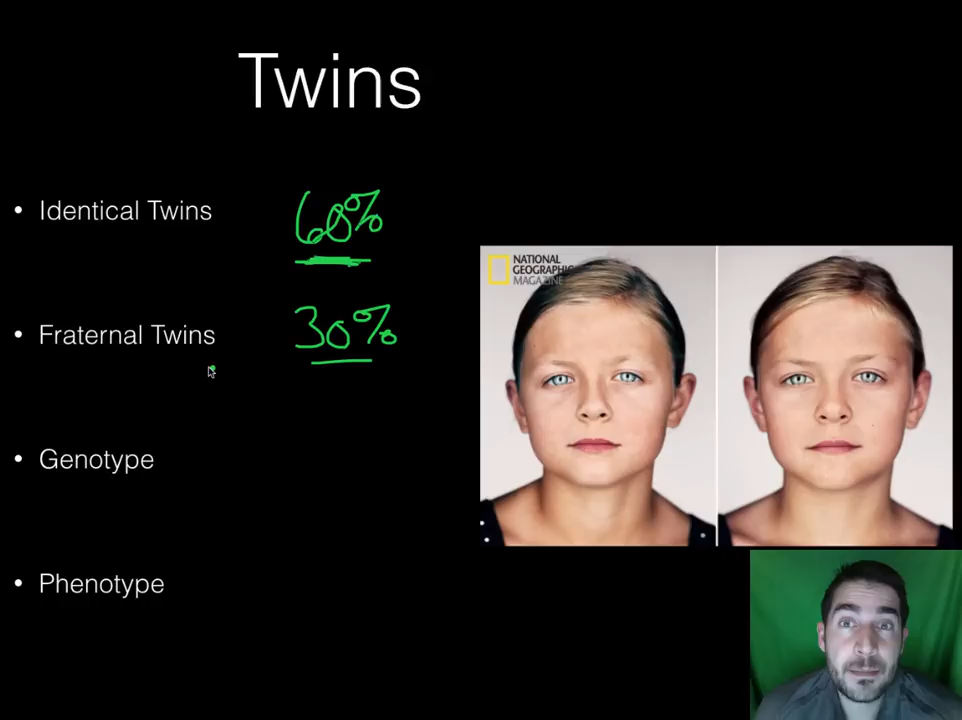 Twins
• Identical Twins 60%
• Fraternal Twins 30%
• Genotype
• Phenotype
NATIONAL
GEOGRAPHIC
MAGAZINE